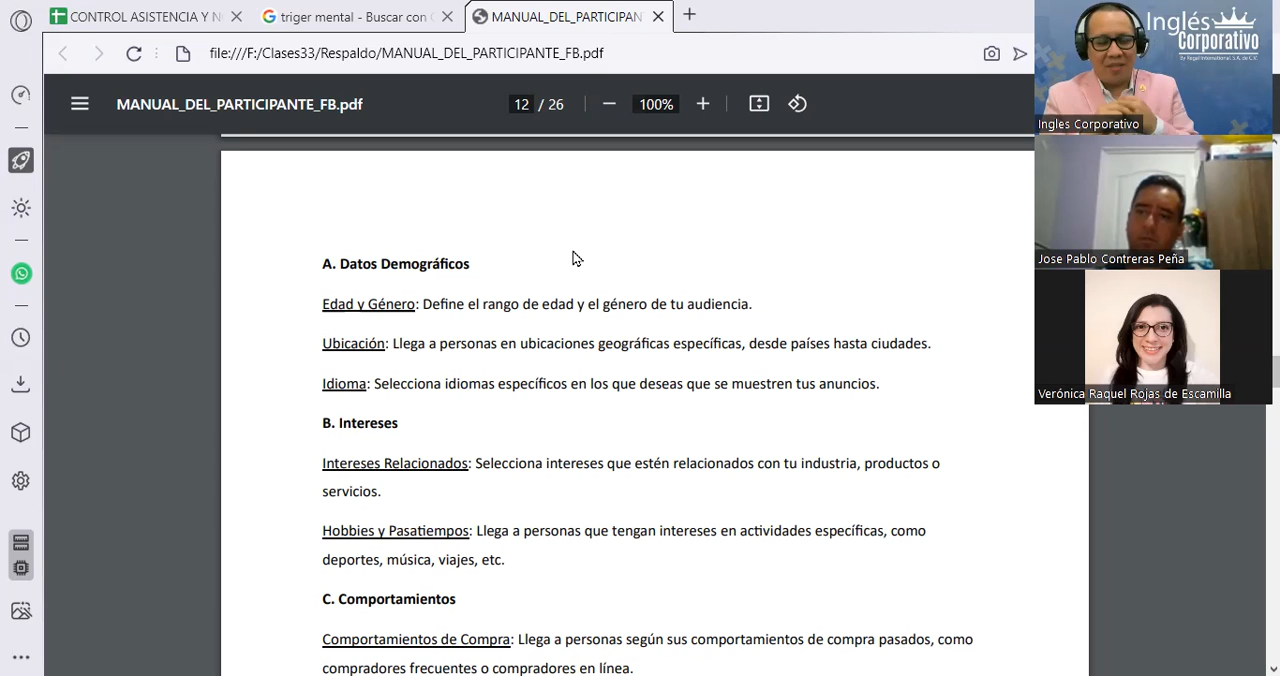 CONTROL ASISTENCIA Y N
triger mental - Buscar con G
MANUAL_DEL_PARTICIPAN
file:///F:/Clases33/Respaldo/MANUAL_DEL_PARTICIPANTE_FB.pdf
MANUAL_DEL_PARTICIPANTE_FB.pdf
12 / 26
100%
A. Datos Demográficos
Edad y Género: Define el rango de edad y el género de tu audiencia.
Ubicación: Llega a personas en ubicaciones geográficas específicas, desde países hasta ciudades.
Idioma: Selecciona idiomas específicos en los que deseas que se muestren tus anuncios.
B. Intereses
Intereses Relacionados: Selecciona intereses que estén relacionados con tu industria, productos o
servicios.
Hobbies y Pasatiempos: Llega a personas que tengan intereses en actividades específicas, como
deportes, música, viajes, etc.
C. Comportamientos
Comportamientos de Compra: Llega a personas según sus comportamientos de compra pasados, como
compradores frecuentes o compradores en línea.
Inglés
Corporativo
By Regal International, S.A. de C.V.
Ingles Corporativo
Jose Pablo Contreras Peña
Verónica Raquel Rojas de Escamilla